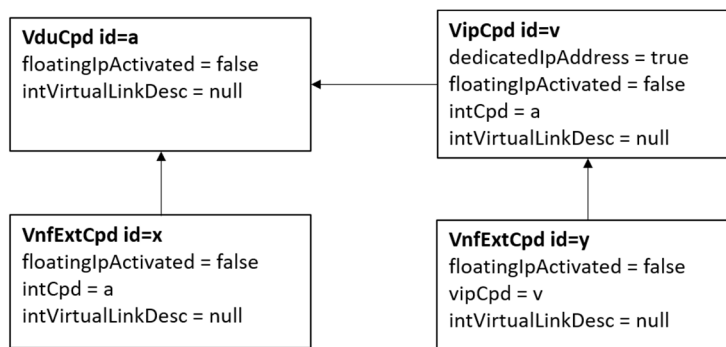 VduCpd id=a
floatingIpActivated = false
intVirtualLinkDesc = null
VipCpd id=v
dedicatedIpAddress = true
floatingIpActivated = false
intCpd = a
intVirtualLinkDesc = null
VnfExtCpd id=x
floatingIpActivated = false
intCpd = a
intVirtualLinkDesc = null
VnfExtCpd id=y
floatingIpActivated = false
vipCpd = v
intVirtualLinkDesc = null